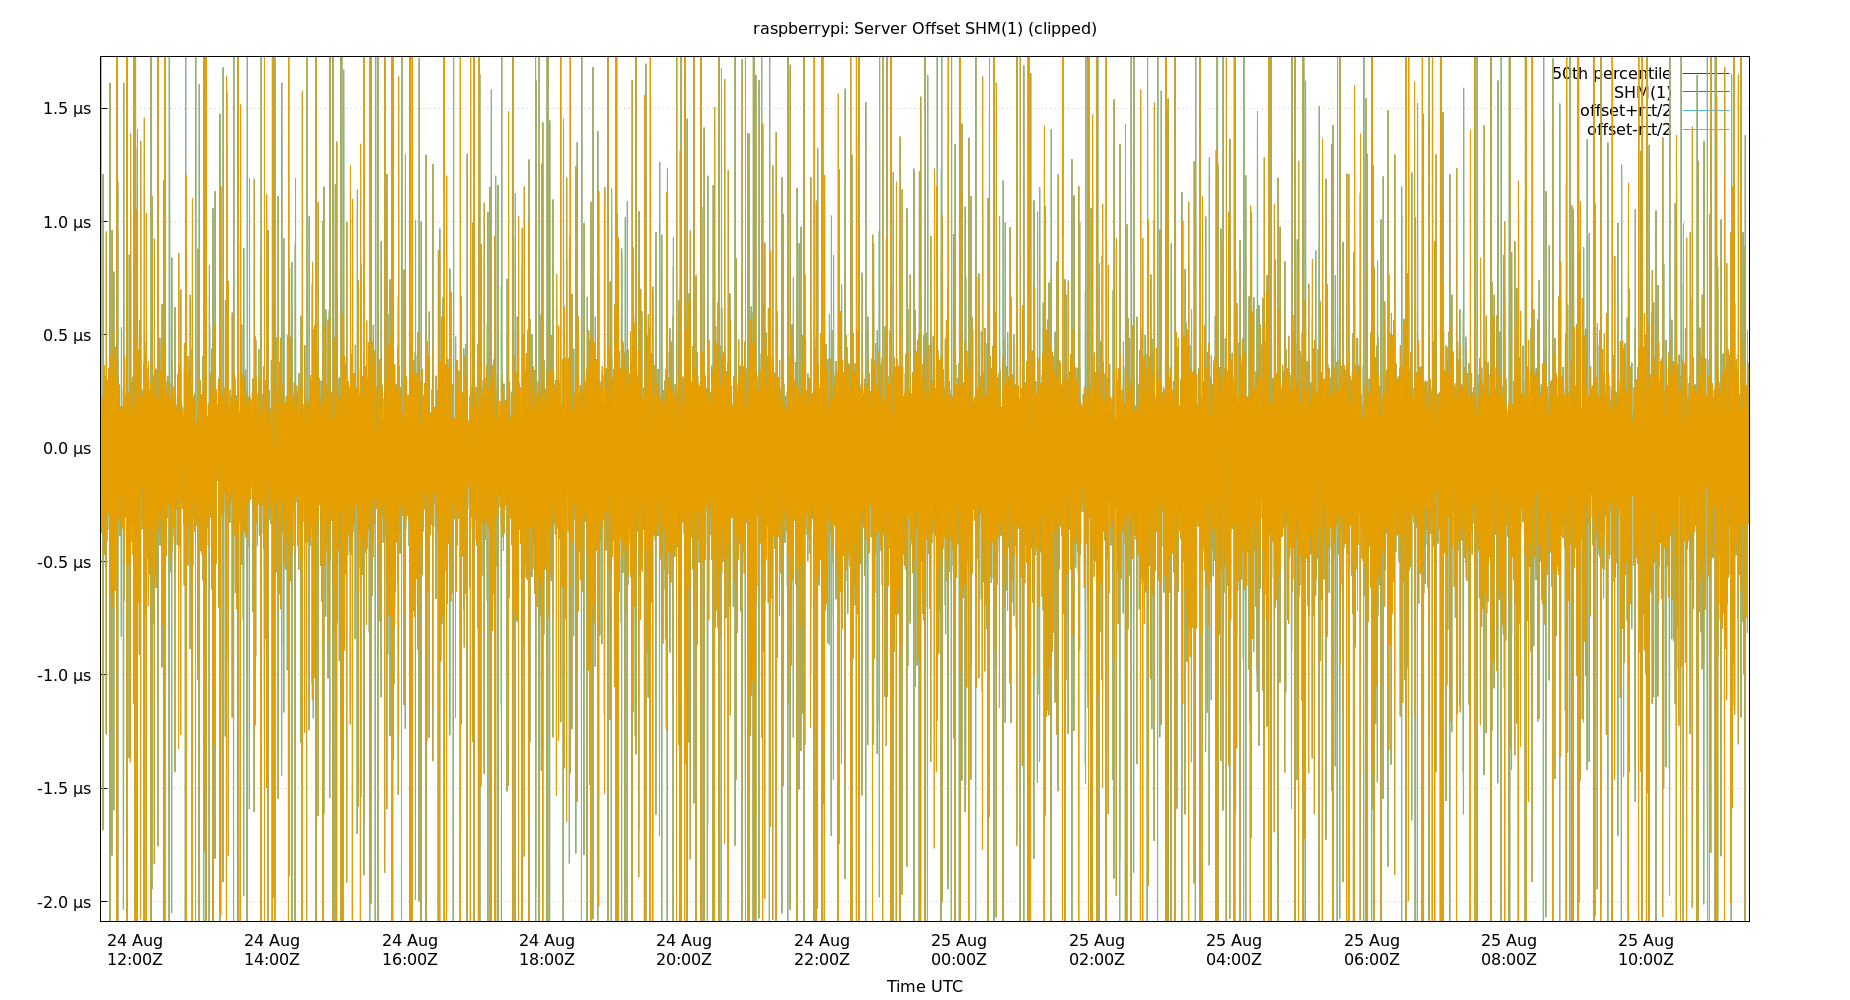 raspberrypi: Server Offset SHM(1) (clipped)
50th percentile
SHM(1)
offset+rtt/2
offset-rtt/2
1.5 µs
1.0 µs
0.5 µs
0.0 µs
-0.5 µs
-1.0 µs
-1.5 µs
-2.0 µs
24 Aug 24 Aug 24 Aug 24 Aug 24 Aug 24 Aug 25 Aug 25 Aug 25 Aug 25 Aug 25 Aug 25 Aug
12:00Z 14:00Z 16:00Z 18:00Z 20:00Z 22:00Z 00:00Z 02:00Z 04:00Z 06:00Z 08:00Z 10:00Z
Time UTC